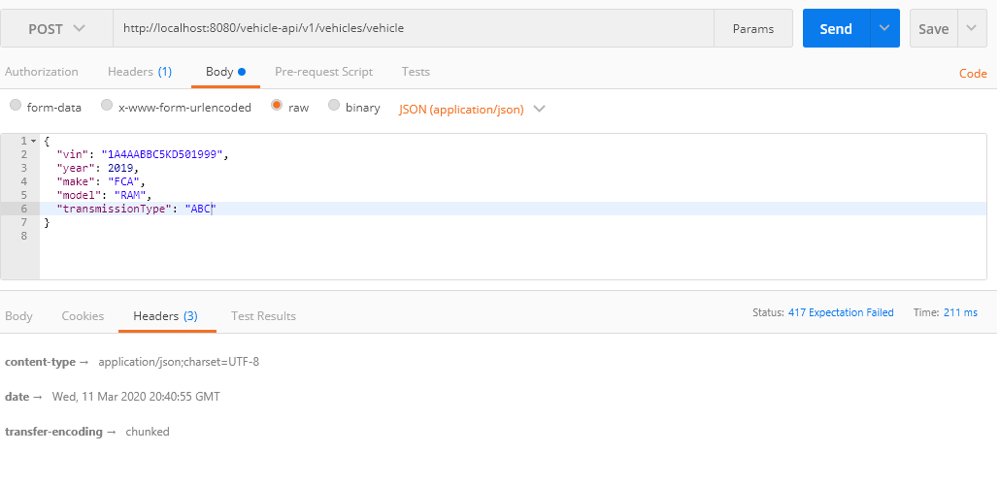 POST http://localhost:8080/vehicle-api/v1/vehicles/vehicle Params Send Save
Authorization Headers (1) Body Pre-request Script Tests Code
form-data x-www-form-urlencoded raw binary JSON (application/json)
1 {
2 "vin": "1A4AABBC5KD501999",
3 "year": 2019,
4 "make": "FCA",
5 "model": "RAM",
6 "transmissionType": "ABC"
7 }
8
Body Cookies Headers (3) Test Results Status: 417 Expectation Failed Time: 211 ms
content-type → application/json;charset=UTF-8
date → Wed, 11 Mar 2020 20:40:55 GMT
transfer-encoding → chunked